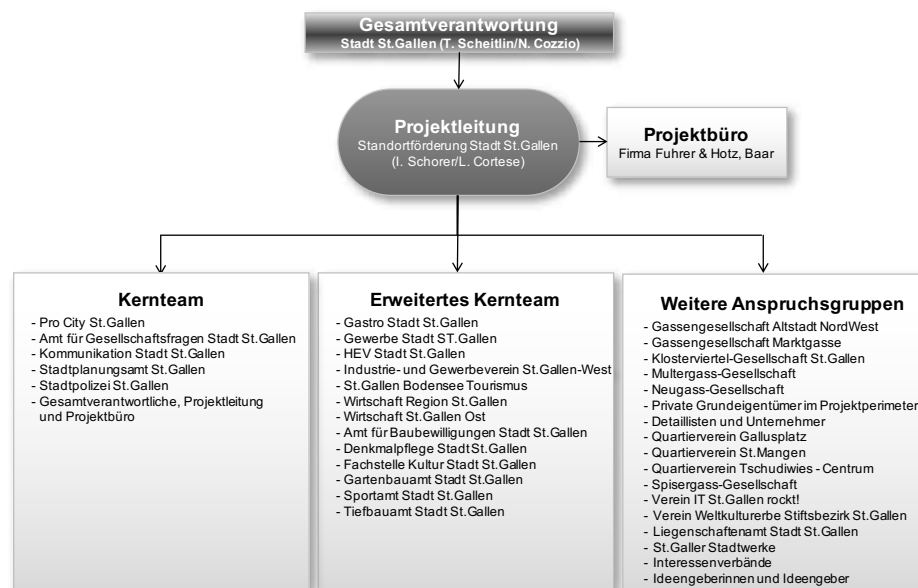 Gesamtverantwortung
Stadt St.Gallen (T. Scheitlin/N. Cozzio)
Projektleitung
Standortförderung Stadt St.Gallen
(I. Schorer/L. Cortese)
Projektbüro
Firma Fuhrer & Hotz, Baar
Kernteam
- Pro City St.Gallen
- Amt für Gesellschaftsfragen Stadt St.Gallen
- Kommunikation Stadt St.Gallen
- Stadtplanungsamt St.Gallen
- Stadtpolizei St.Gallen
- Gesamtverantwortliche, Projektleitung
und Projektbüro
Erweitertes Kernteam
- Gastro Stadt St.Gallen
- Gewerbe Stadt ST.Gallen
- HEV Stadt St.Gallen
- Industrie- und Gewerbeverein St.Gallen-West
- St.Gallen Bodensee Tourismus
- Wirtschaft Region St.Gallen
- Wirtschaft St.Gallen Ost
- Amt für Baubewilligungen Stadt St.Gallen
- Denkmalpflege Stadt St.Gallen
- Fachstelle Kultur Stadt St.Gallen
- Gartenbauamt Stadt St.Gallen
- Sportamt Stadt St.Gallen
- Tiefbauamt Stadt St.Gallen
Weitere Anspruchsgruppen
- Gassengesellschaft Altstadt NordWest
- Gassengesellschaft Marktgasse
- Klosterviertel-Gesellschaft St.Gallen
- Multergass-Gesellschaft
- Neugass-Gesellschaft
- Private Grundeigentümer im Projektperimeter
- Detaillisten und Unternehmer
- Quartierverein Gallusplatz
- Quartierverein St.Mangen
- Quartierverein Tschudiwies - Centrum
- Spisergass-Gesellschaft
- Verein IT St.Gallen rockt!
- Verein Weltkulturerbe Stiftsbezirk St.Gallen
- Liegenschaftenamt Stadt St.Gallen
- St.Galler Stadtwerke
- Interessenverbände
- Ideengeberinnen und Ideengeber